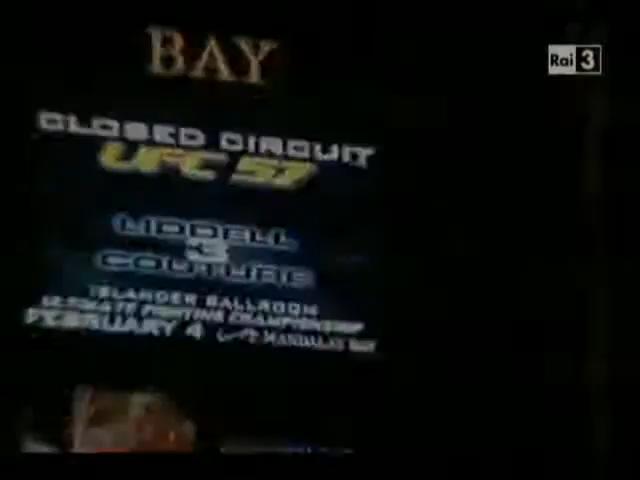 BAY
Rai 3
CLOSED CIRCUIT
UFC 57
LIDDELL
3
COUTURE
ISLANDER BALLROOM
ULTIMATE FIGHTING CHAMPIONSHIP
FEBRUARY 4 MANDALAY BAY